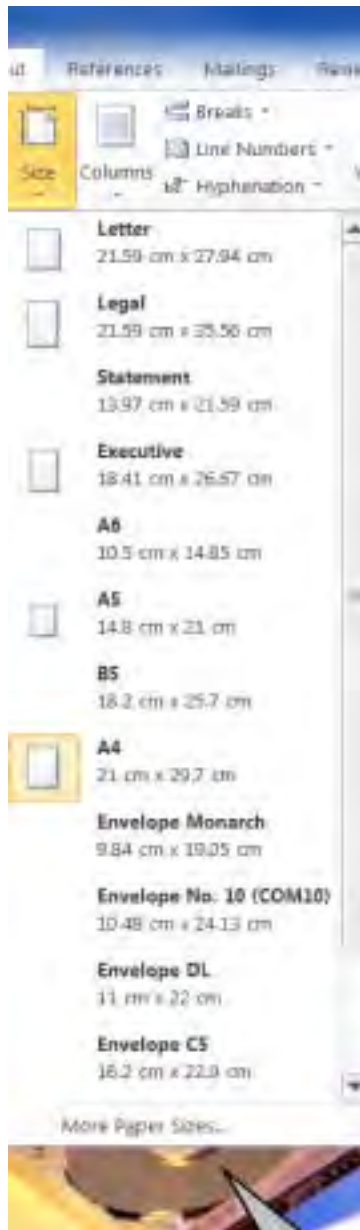 ut References Mailings Revie
Size
Columns
Breaks
Line Numbers
Hyphenation
Letter
21.59 cm x 27.94 cm
Legal
21.59 cm x 35.56 cm
Statement
13.97 cm x 21.59 cm
Executive
18.41 cm x 26.67 cm
A6
10.5 cm x 14.85 cm
A5
14.8 cm x 21 cm
B5
18.2 cm x 25.7 cm
A4
21 cm x 29.7 cm
Envelope Monarch
9.84 cm x 19.05 cm
Envelope No. 10 (COM10)
10.48 cm x 24.13 cm
Envelope DL
11 cm x 22 cm
Envelope C5
16.2 cm x 22.9 cm
More Paper Sizes...